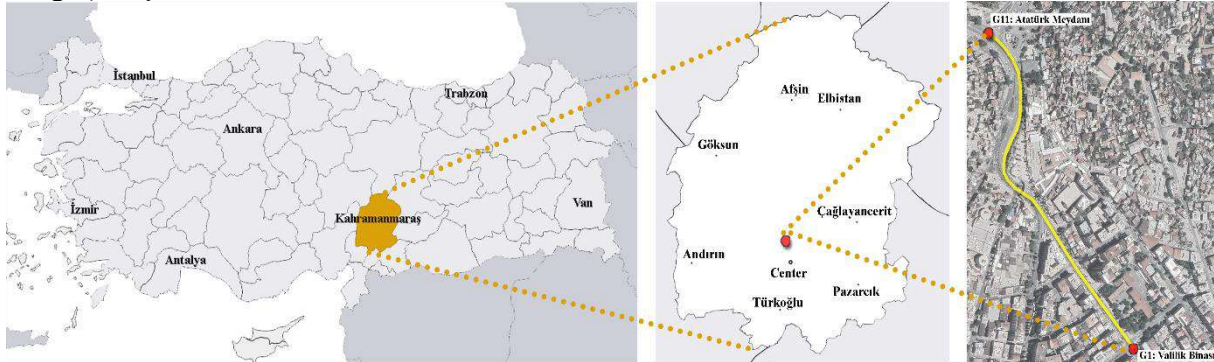 İstanbul
Trabzon
Ankara
İzmir
Kahramanmaraş
Van
Antalya
Afşin
Elbistan
Göksun
Çağlayancerit
Andırın
Center
Pazarcık
Türkoğlu
G11: Atatürk Meydanı
G1: Valilik Binası